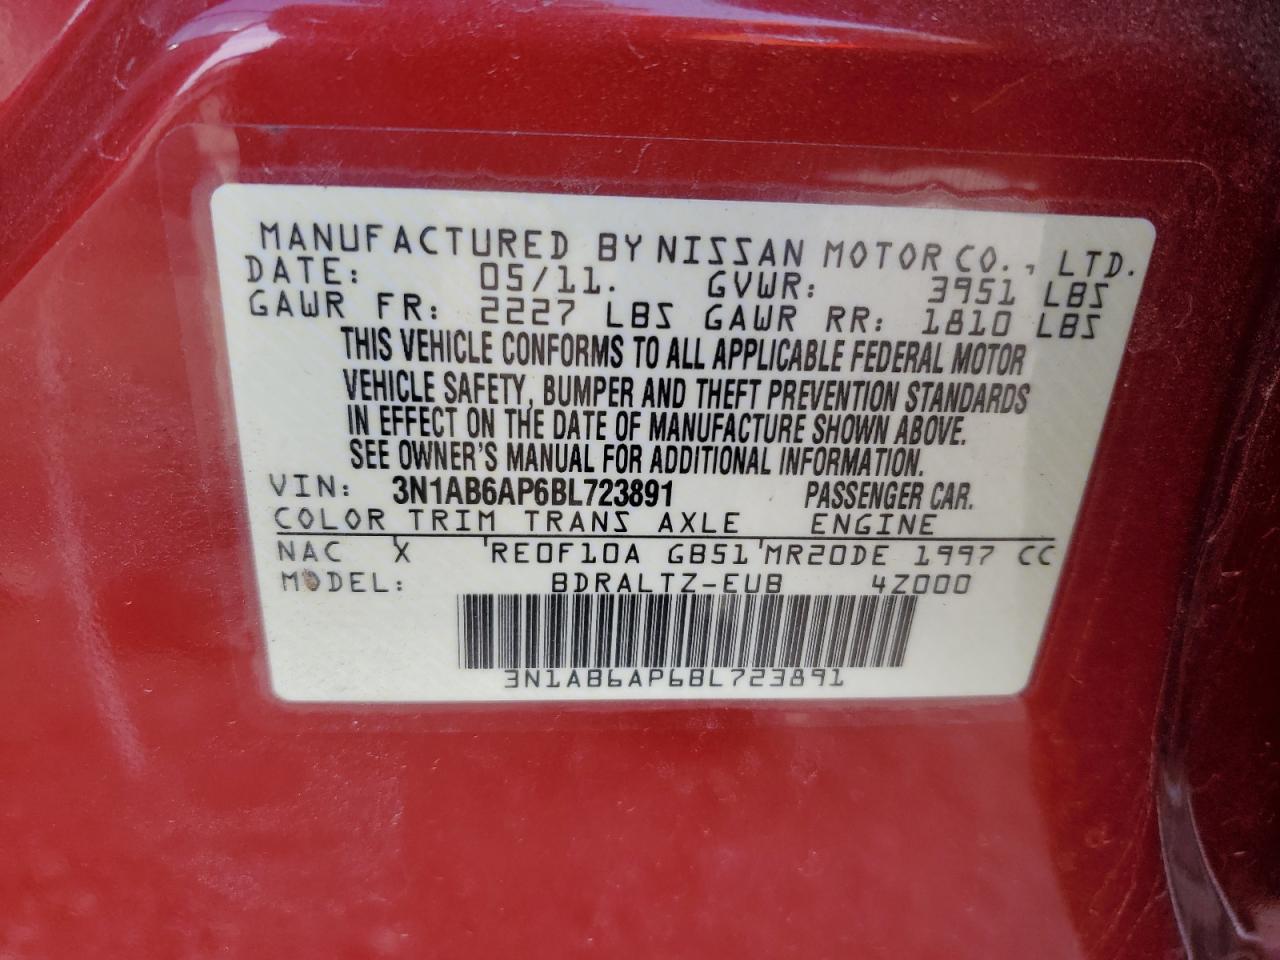 MANUFACTURED BY NISSAN MOTOR CO., LTD.
DATE: 05/11. GVWR: 3951 LBS
GAWR FR: 2227 LBS GAWR RR: 1810 LBS
THIS VEHICLE CONFORMS TO ALL APPLICABLE FEDERAL MOTOR
VEHICLE SAFETY, BUMPER AND THEFT PREVENTION STANDARDS
IN EFFECT ON THE DATE OF MANUFACTURE SHOWN ABOVE.
SEE OWNER'S MANUAL FOR ADDITIONAL INFORMATION.
VIN: 3N1AB6AP6BL723891 PASSENGER CAR.
COLOR TRIM TRANS AXLE ENGINE
NAC X RE0F10A GB51 MR20DE 1997 CC
MODEL: BDRALTZ-EUB 4Z000
3N1AB6AP6BL723891